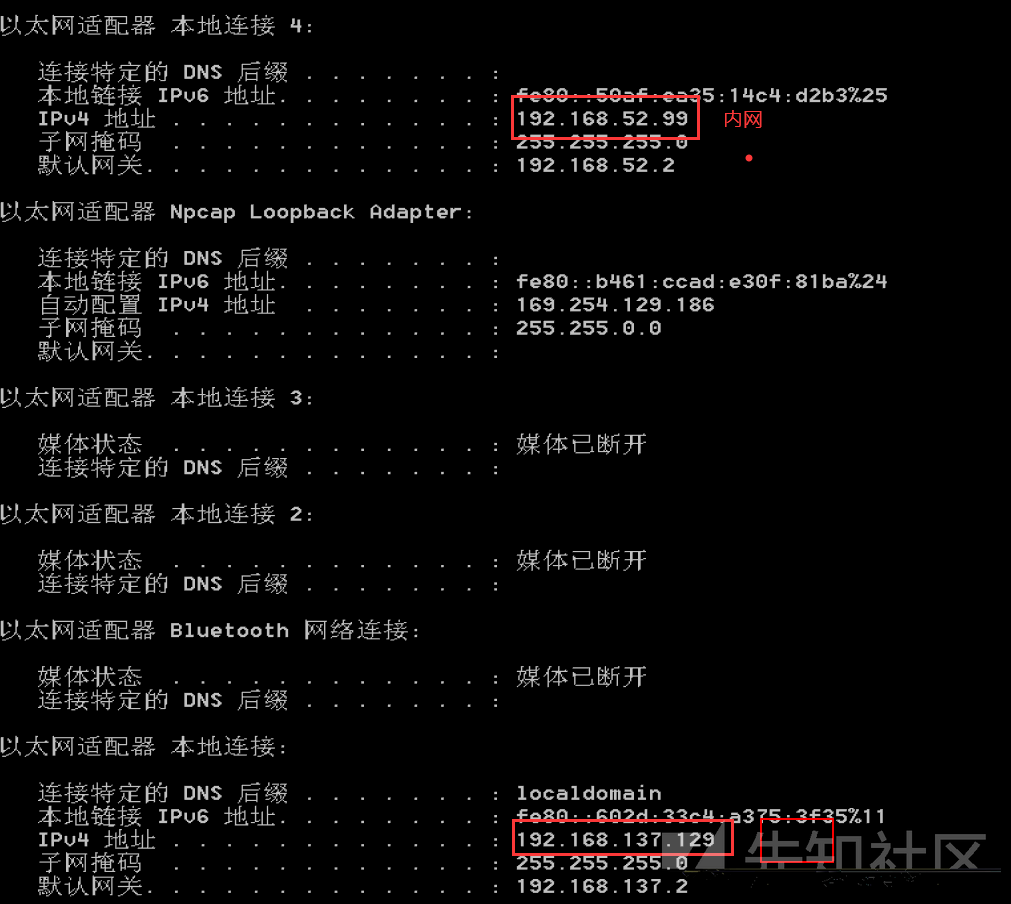 以太网适配器 本地连接 4:
连接特定的 DNS 后缀 . . . . . . . :
本地链接 IPv6 地址. . . . . . . . : fe80::50af:ea35:14c4:d2b3%25
IPv4 地址 . . . . . . . . . . . . : 192.168.52.99 内网
子网掩码 . . . . . . . . . . . . : 255.255.255.0
默认网关. . . . . . . . . . . . . : 192.168.52.2
以太网适配器 Npcap Loopback Adapter:
连接特定的 DNS 后缀 . . . . . . . :
本地链接 IPv6 地址. . . . . . . . : fe80::b461:ccad:e30f:81ba%24
自动配置 IPv4 地址 . . . . . . . : 169.254.129.186
子网掩码 . . . . . . . . . . . . : 255.255.0.0
默认网关. . . . . . . . . . . . . :
以太网适配器 本地连接 3:
媒体状态 . . . . . . . . . . . . : 媒体已断开
连接特定的 DNS 后缀 . . . . . . . :
以太网适配器 本地连接 2:
媒体状态 . . . . . . . . . . . . : 媒体已断开
连接特定的 DNS 后缀 . . . . . . . :
以太网适配器 Bluetooth 网络连接:
媒体状态 . . . . . . . . . . . . : 媒体已断开
连接特定的 DNS 后缀 . . . . . . . :
以太网适配器 本地连接:
连接特定的 DNS 后缀 . . . . . . . : localdomain
本地链接 IPv6 地址. . . . . . . . : fe80::602d:33c4:a375:3f35%11
IPv4 地址 . . . . . . . . . . . . : 192.168.137.129
先知社区
子网掩码 . . . . . . . . . . . . : 255.255.255.0
默认网关. . . . . . . . . . . . . : 192.168.137.2